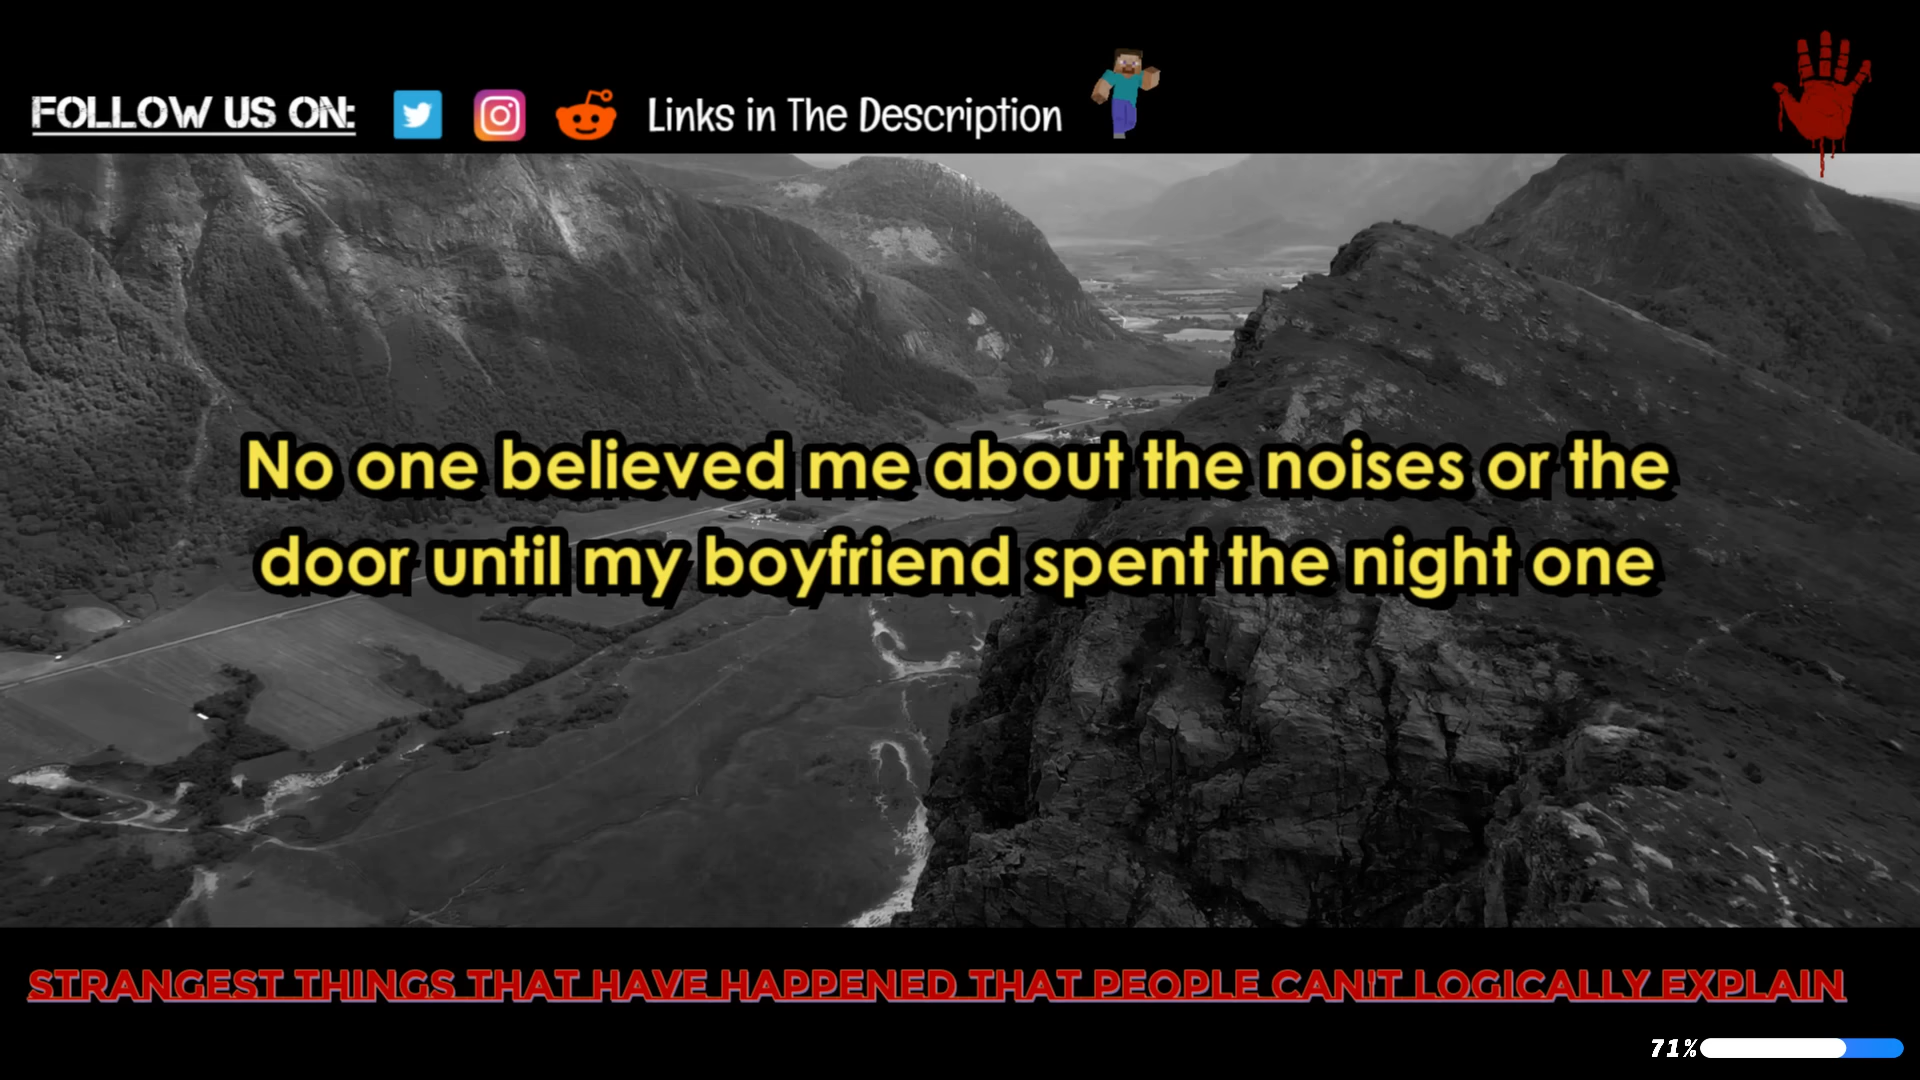 FOLLOW US ON:
Links in The Description
No one believed me about the noises or the
door until my boyfriend spent the night one
STRANGEST THINGS THAT HAVE HAPPENED THAT PEOPLE CAN'T LOGICALLY EXPLAIN
71%